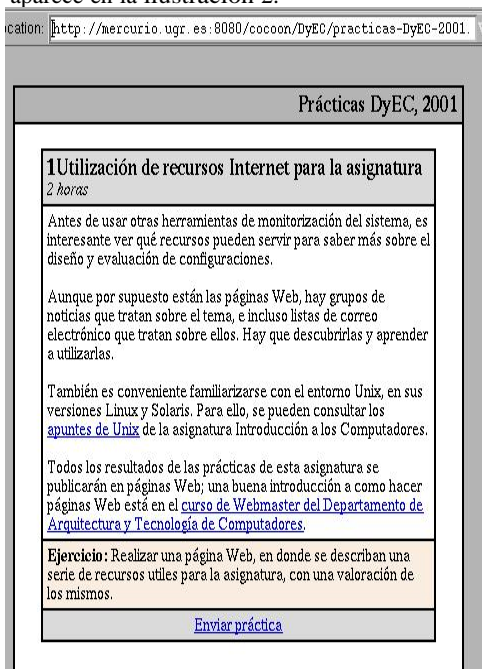 aparece en la ilustración 2.
cation: http://mercurio.ugr.es:8080/cocoon/DyEC/practicas-DyEC-2001.
Prácticas DyEC, 2001
1Utilización de recursos Internet para la asignatura
2 horas
Antes de usar otras herramientas de monitorización del sistema, es
interesante ver qué recursos pueden servir para saber más sobre el
diseño y evaluación de configuraciones.
Aunque por supuesto están las páginas Web, hay grupos de
noticias que tratan sobre el tema, e incluso listas de correo
electrónico que tratan sobre ellos. Hay que descubrirlas y aprender
a utilizarlas.
También es conveniente familiarizarse con el entorno Unix, en sus
versiones Linux y Solaris. Para ello, se pueden consultar los
apuntes de Unix de la asignatura Introducción a los Computadores.
Todos los resultados de las prácticas de esta asignatura se
publicarán en páginas Web; una buena introducción a como hacer
páginas Web está en el curso de Webmaster del Departamento de
Arquitectura y Tecnología de Computadores.
Ejercicio: Realizar una página Web, en donde se describan una
serie de recursos utiles para la asignatura, con una valoración de
los mismos.
Enviar práctica